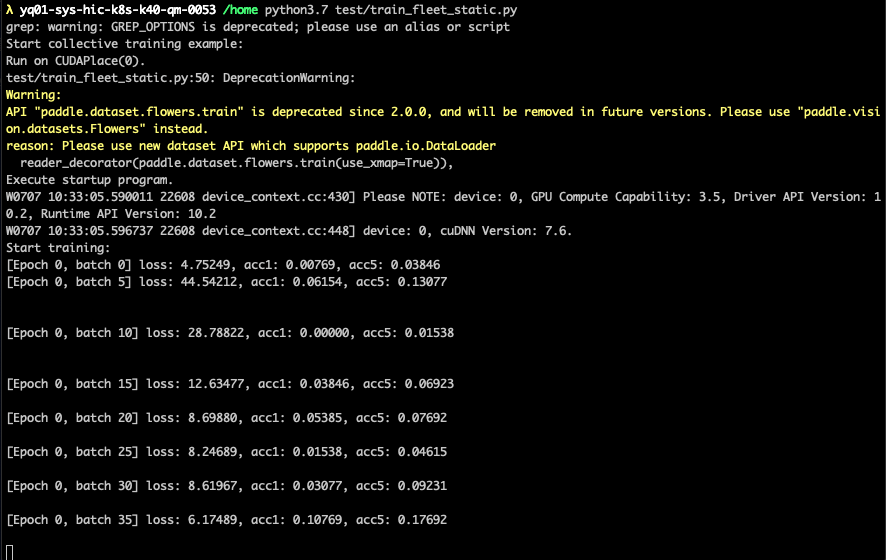 λ yq01-sys-hic-k8s-k40-qm-0053 /home python3.7 test/train_fleet_static.py
grep: warning: GREP_OPTIONS is deprecated; please use an alias or script
Start collective training example:
Run on CUDAPlace(0).
test/train_fleet_static.py:50: DeprecationWarning:
Warning:
API "paddle.dataset.flowers.train" is deprecated since 2.0.0, and will be removed in future versions. Please use "paddle.visi
on.datasets.Flowers" instead.
reason: Please use new dataset API which supports paddle.io.DataLoader
  reader_decorator(paddle.dataset.flowers.train(use_xmap=True)),
Execute startup program.
W0707 10:33:05.590011 22608 device_context.cc:430] Please NOTE: device: 0, GPU Compute Capability: 3.5, Driver API Version: 1
0.2, Runtime API Version: 10.2
W0707 10:33:05.596737 22608 device_context.cc:448] device: 0, cuDNN Version: 7.6.
Start training:
[Epoch 0, batch 0] loss: 4.75249, acc1: 0.00769, acc5: 0.03846
[Epoch 0, batch 5] loss: 44.54212, acc1: 0.06154, acc5: 0.13077
[Epoch 0, batch 10] loss: 28.78822, acc1: 0.00000, acc5: 0.01538
[Epoch 0, batch 15] loss: 12.63477, acc1: 0.03846, acc5: 0.06923
[Epoch 0, batch 20] loss: 8.69880, acc1: 0.05385, acc5: 0.07692
[Epoch 0, batch 25] loss: 8.24689, acc1: 0.01538, acc5: 0.04615
[Epoch 0, batch 30] loss: 8.61967, acc1: 0.03077, acc5: 0.09231
[Epoch 0, batch 35] loss: 6.17489, acc1: 0.10769, acc5: 0.17692